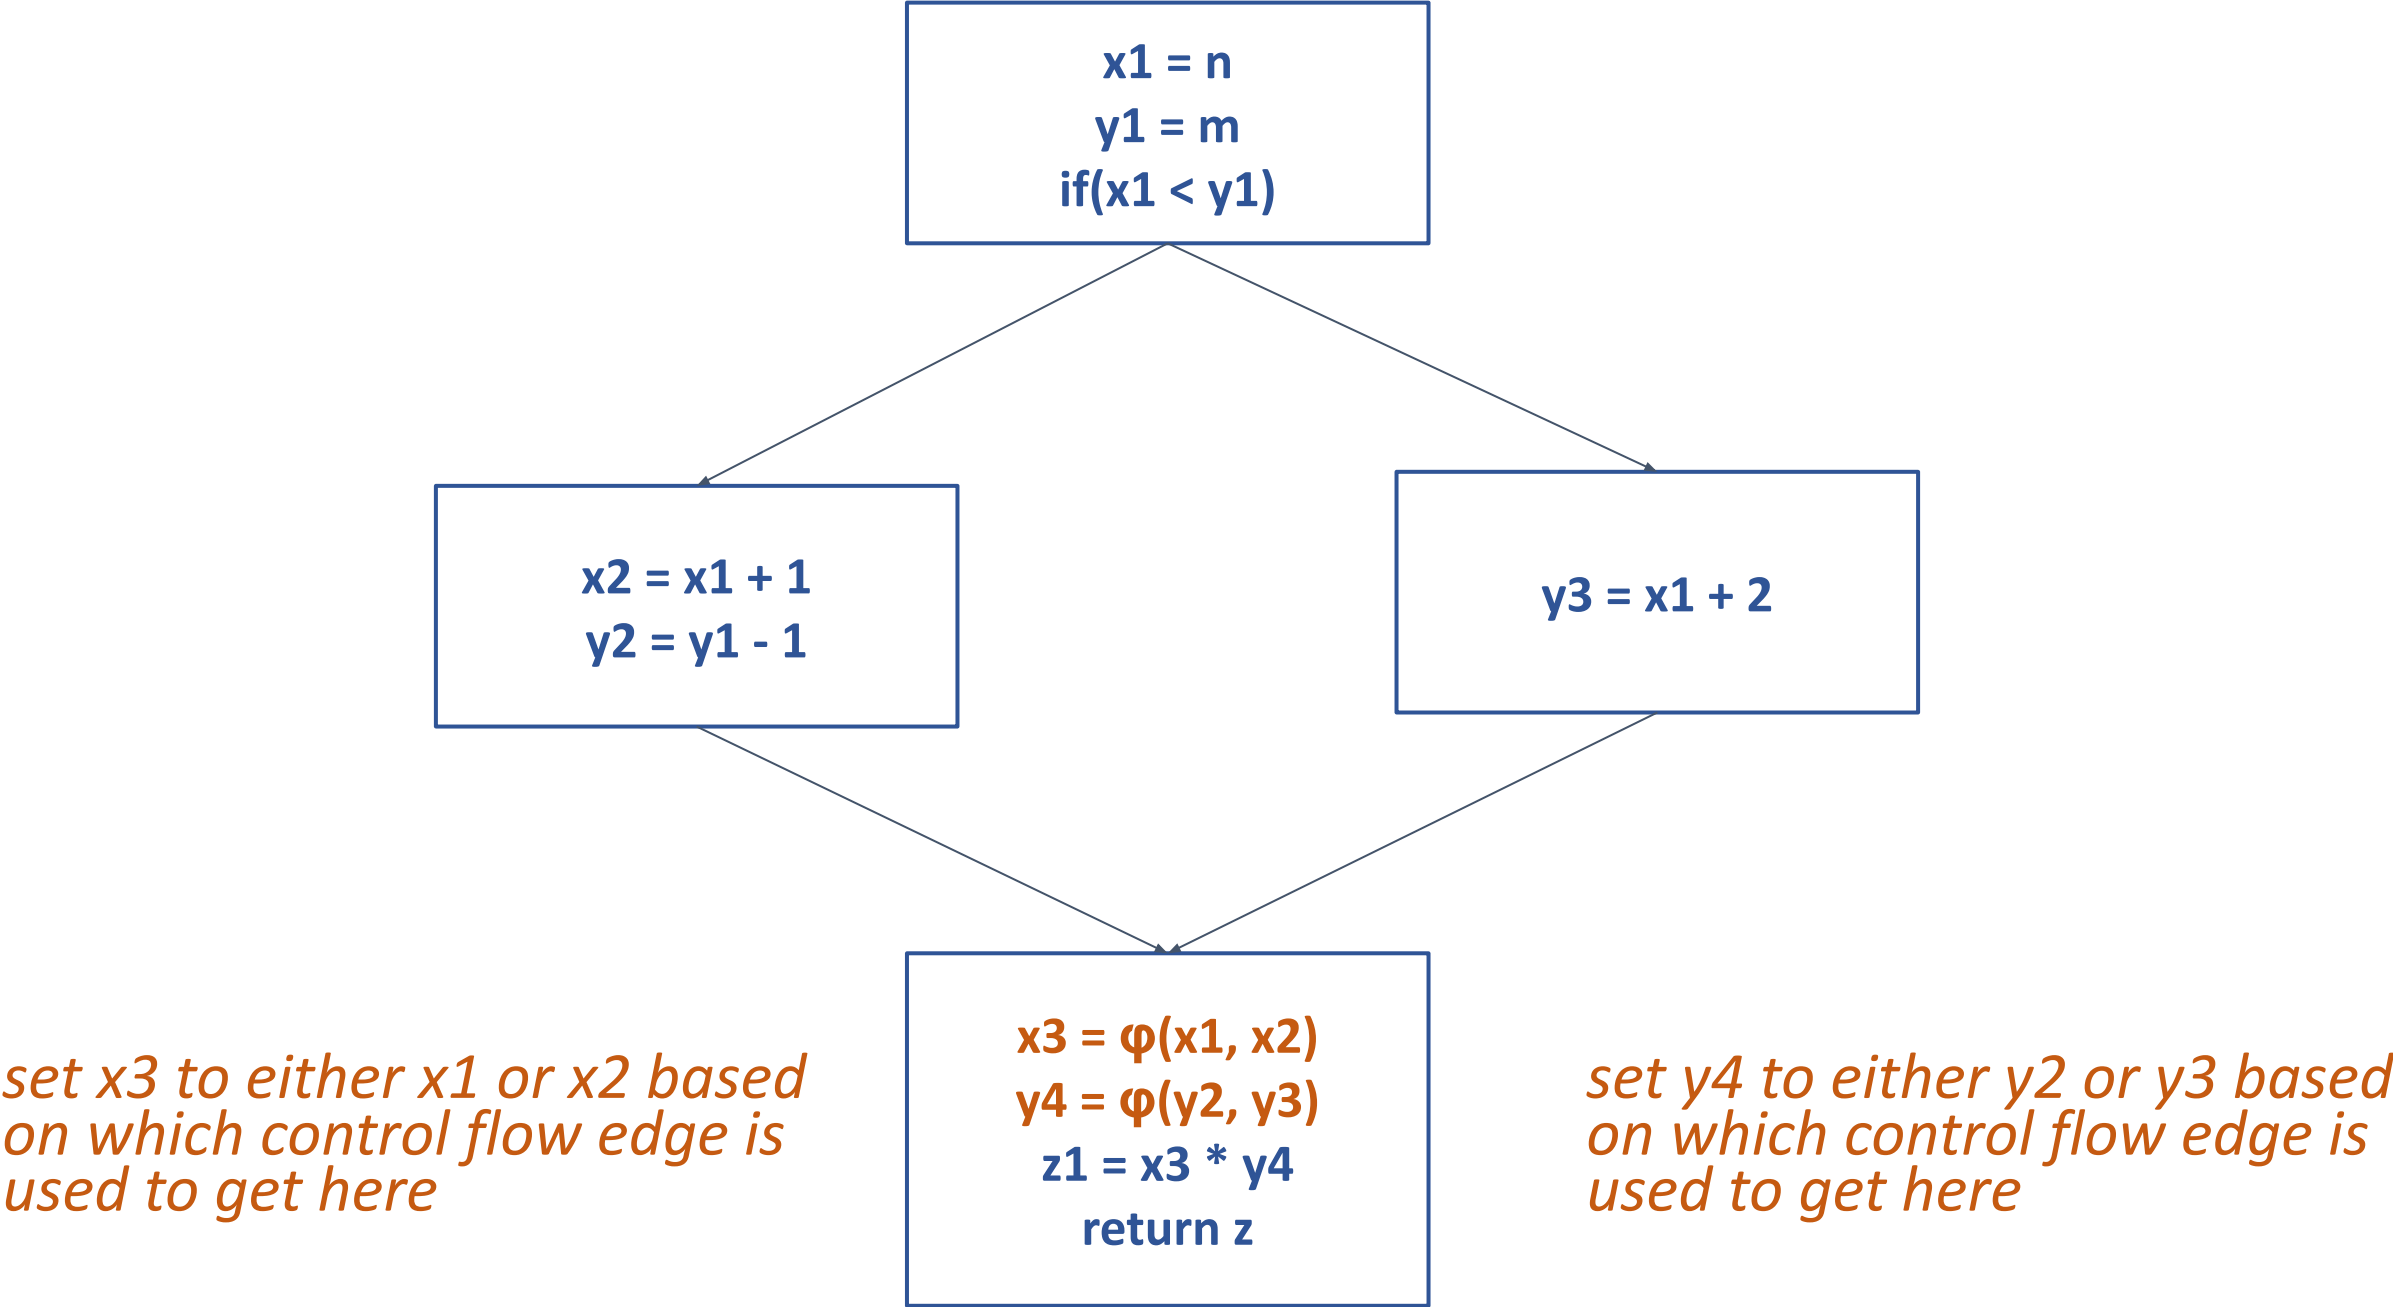 x1 = n
y1 = m
if(x1 < y1)
x2 = x1 + 1
y2 = y1 - 1
y3 = x1 + 2
x3 = φ(x1, x2)
y4 = φ(y2, y3)
z1 = x3 * y4
return z
set x3 to either x1 or x2 based
on which control flow edge is
used to get here
set y4 to either y2 or y3 based
on which control flow edge is
used to get here